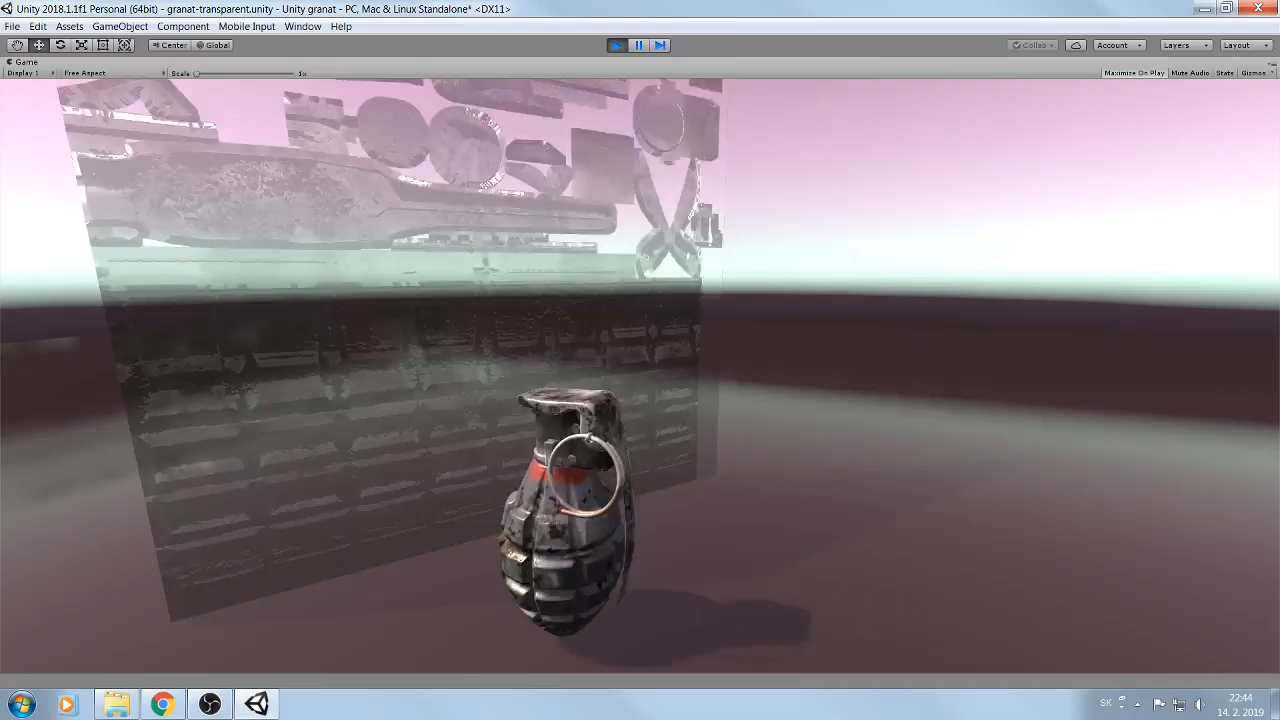 Unity 2018.1.1f1 Personal (64bit) - granat-transparent.unity - Unity granat - PC, Mac & Linux Standalone* <DX11>
File Edit Assets GameObject Component Mobile Input Window Help
Center Global Collab Account Layers Layout
Game
Display 1 Free Aspect Scale 1x Maximize On Play Mute Audio Stats Gizmos
SK
22:44
14. 2. 2019